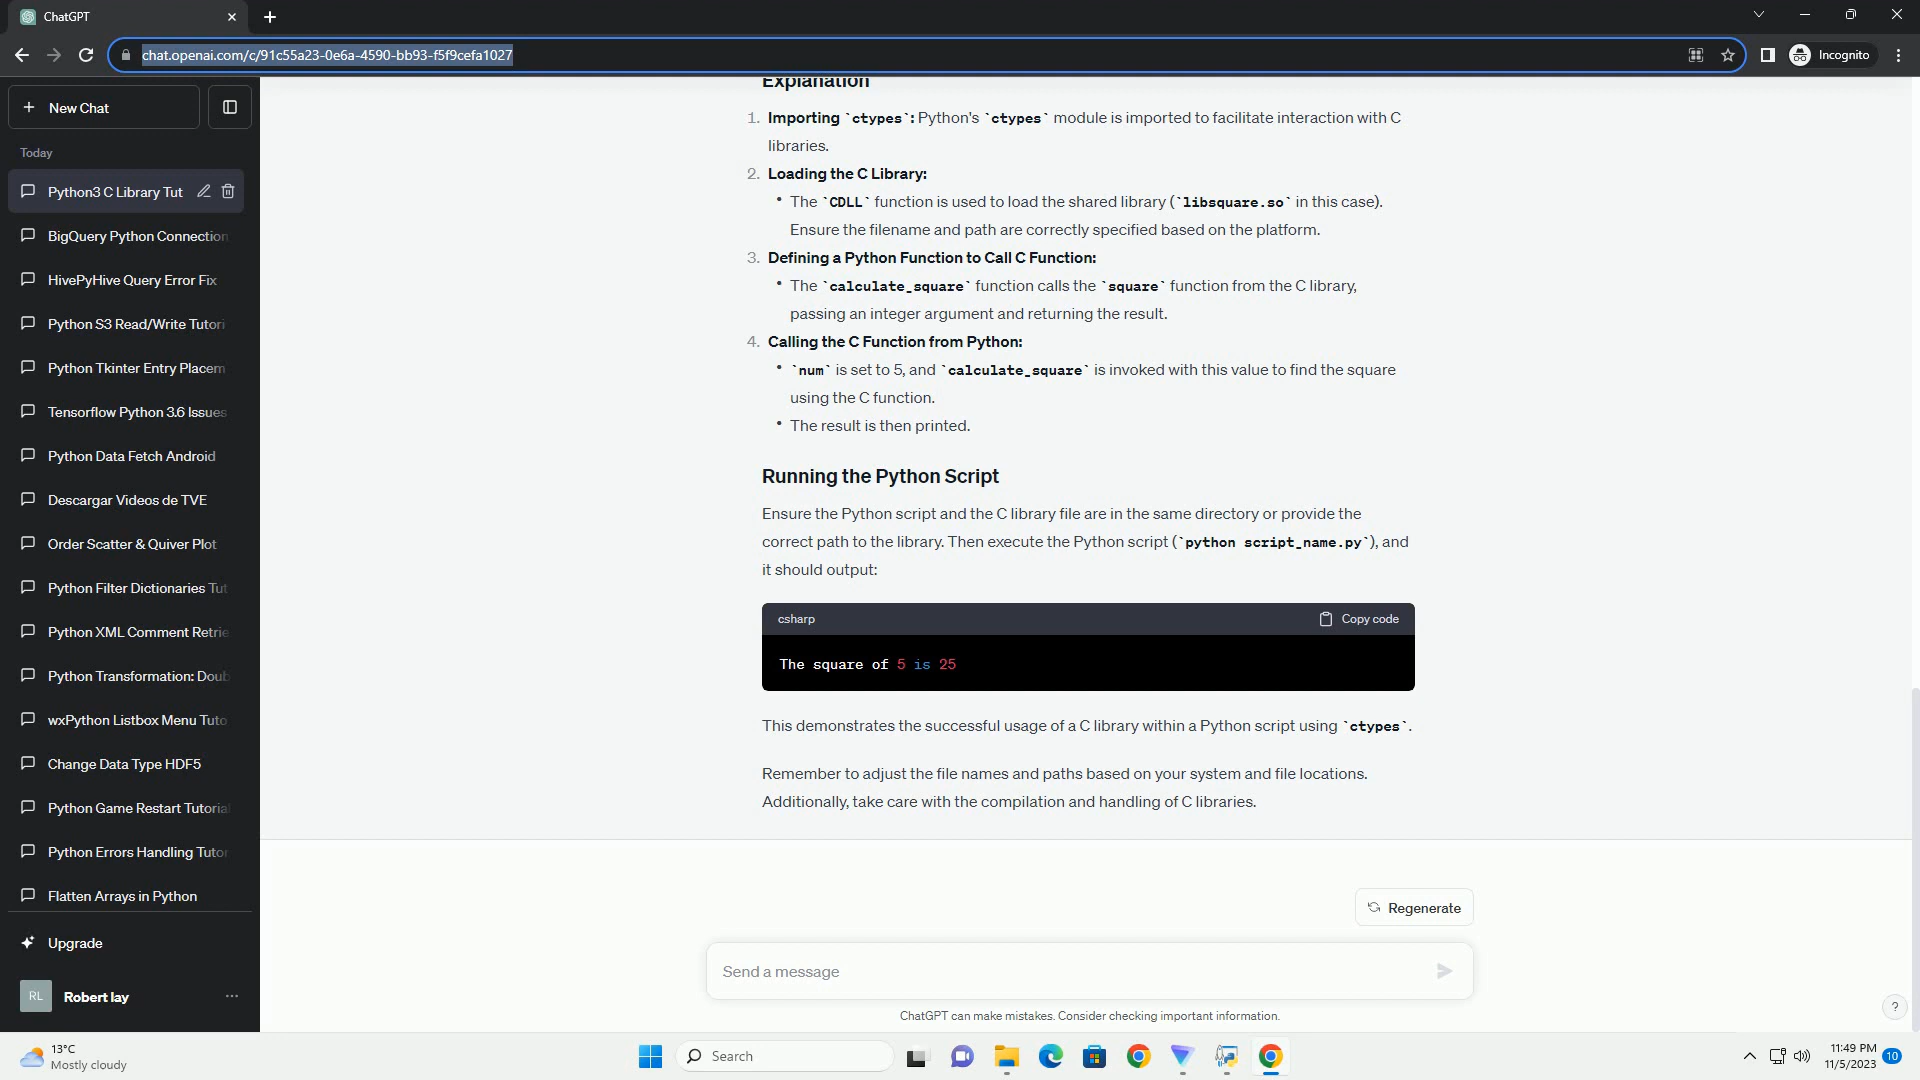 ChatGPT
chat.openai.com/c/91c55a23-0e6a-4590-bb93-f5f9cefa1027
Incognito
New Chat
Today
Python3 C Library Tut
BigQuery Python Connection
HivePyHive Query Error Fix
Python S3 Read/Write Tutori
Python Tkinter Entry Placem
Tensorflow Python 3.6 Issues
Python Data Fetch Android
Descargar Videos de TVE
Order Scatter & Quiver Plot
Python Filter Dictionaries Tut
Python XML Comment Retrie
Python Transformation: Doub
wxPython Listbox Menu Tuto
Change Data Type HDF5
Python Game Restart Tutorial
Python Errors Handling Tutor
Flatten Arrays in Python
Upgrade
RL
Robert lay
Explanation
1. Importing `ctypes`: Python's `ctypes` module is imported to facilitate interaction with C
libraries.
2. Loading the C Library:
• The `CDLL` function is used to load the shared library (`libsquare.so` in this case).
Ensure the filename and path are correctly specified based on the platform.
3. Defining a Python Function to Call C Function:
• The `calculate_square` function calls the `square` function from the C library,
passing an integer argument and returning the result.
4. Calling the C Function from Python:
• `num` is set to 5, and `calculate_square` is invoked with this value to find the square
using the C function.
• The result is then printed.
Running the Python Script
Ensure the Python script and the C library file are in the same directory or provide the
correct path to the library. Then execute the Python script (`python script_name.py`), and
it should output:
csharp
Copy code
The square of 5 is 25
This demonstrates the successful usage of a C library within a Python script using `ctypes`.
Remember to adjust the file names and paths based on your system and file locations.
Additionally, take care with the compilation and handling of C libraries.
Regenerate
Send a message
ChatGPT can make mistakes. Consider checking important information.
?
13°C
Mostly cloudy
Search
11:49 PM
11/5/2023
10